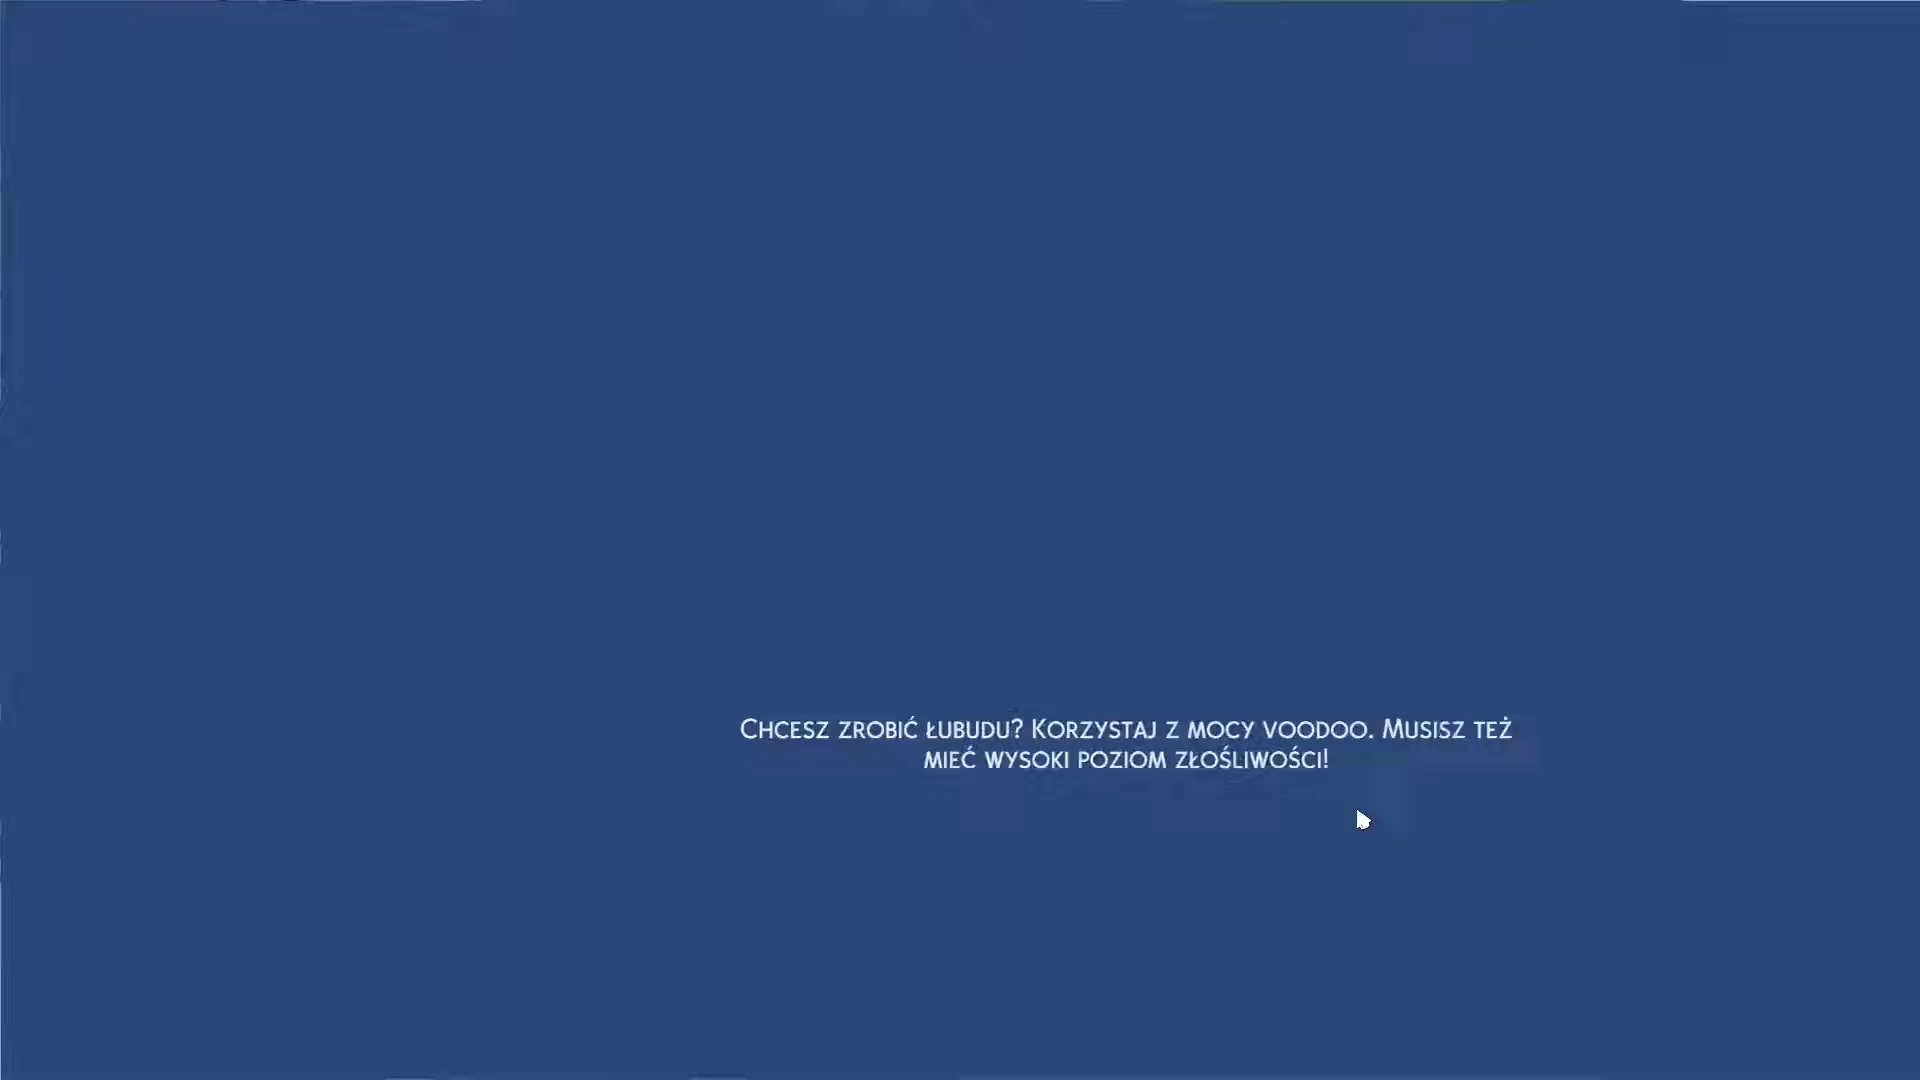 Chcesz zrobić łubudu? Korzystaj z mocy voodoo. Musisz też
mieć wysoki poziom złośliwości!